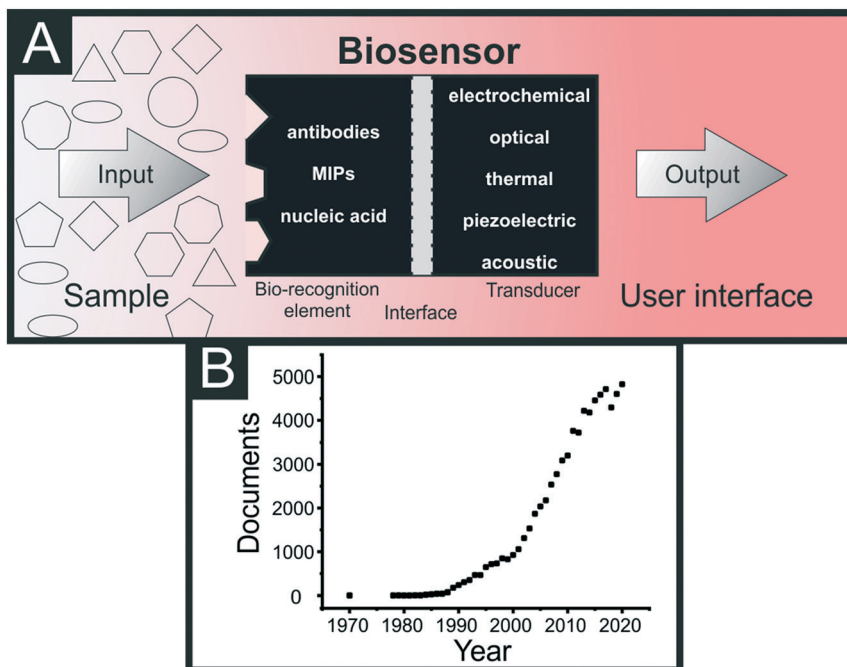 A
Biosensor
Input
Sample
antibodies
MIPs
nucleic acid
Bio-recognition
element
Interface
electrochemical
optical
thermal
piezoelectric
acoustic
Transducer
Output
User interface
B
Documents
5000
4000
3000
2000
1000
0
1970 1980 1990 2000 2010 2020
Year